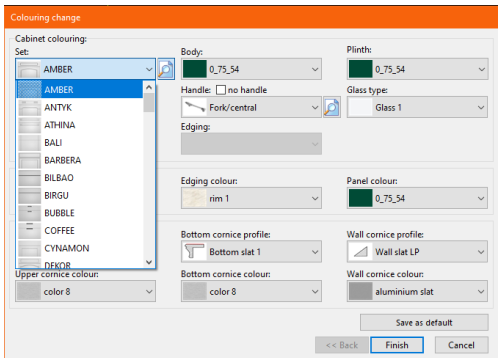 Colouring change
Cabinet colouring:
Set:
Body:
Plinth:
AMBER
0_75_54
0_75_54
AMBER
ANTYK
ATHINA
BALI
BARBERA
BILBAO
BIRGU
BUBBLE
COFFEE
CYNAMON
DEKOR
Handle: no handle
Glass type:
Fork/central
Glass 1
Edging:
Edging colour:
Panel colour:
rim 1
0_75_54
Bottom cornice profile:
Wall cornice profile:
Bottom slat 1
Wall slat LP
Upper cornice colour:
Bottom cornice colour:
Wall cornice colour:
color 8
color 8
aluminium slat
Save as default
<< Back
Finish
Cancel